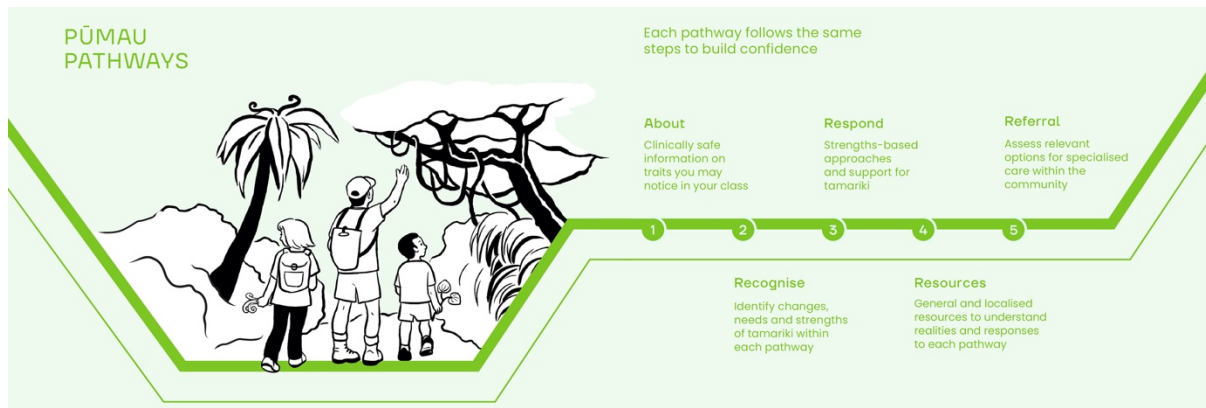 PŪMAU
PATHWAYS
Each pathway follows the same
steps to build confidence
About
Clinically safe
information on
traits you may
notice in your class
Respond
Strengths-based
approaches
and support for
tamariki
Referral
Assess relevant
options for specialised
care within the
community
1
2
3
4
5
Recognise
Identify changes,
needs and strengths
of tamariki within
each pathway
Resources
General and localised
resources to understand
realities and responses
to each pathway